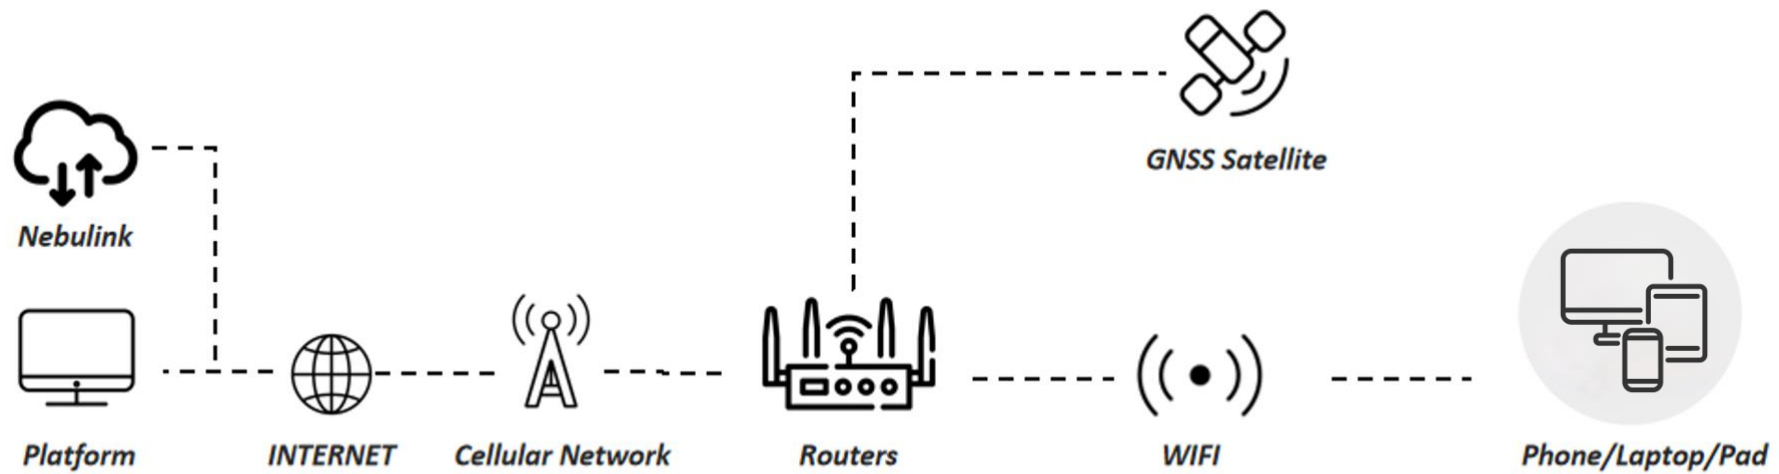 GNSS Satellite
Nebulink
Platform
INTERNET
Cellular Network
Routers
WIFI
Phone/Laptop/Pad